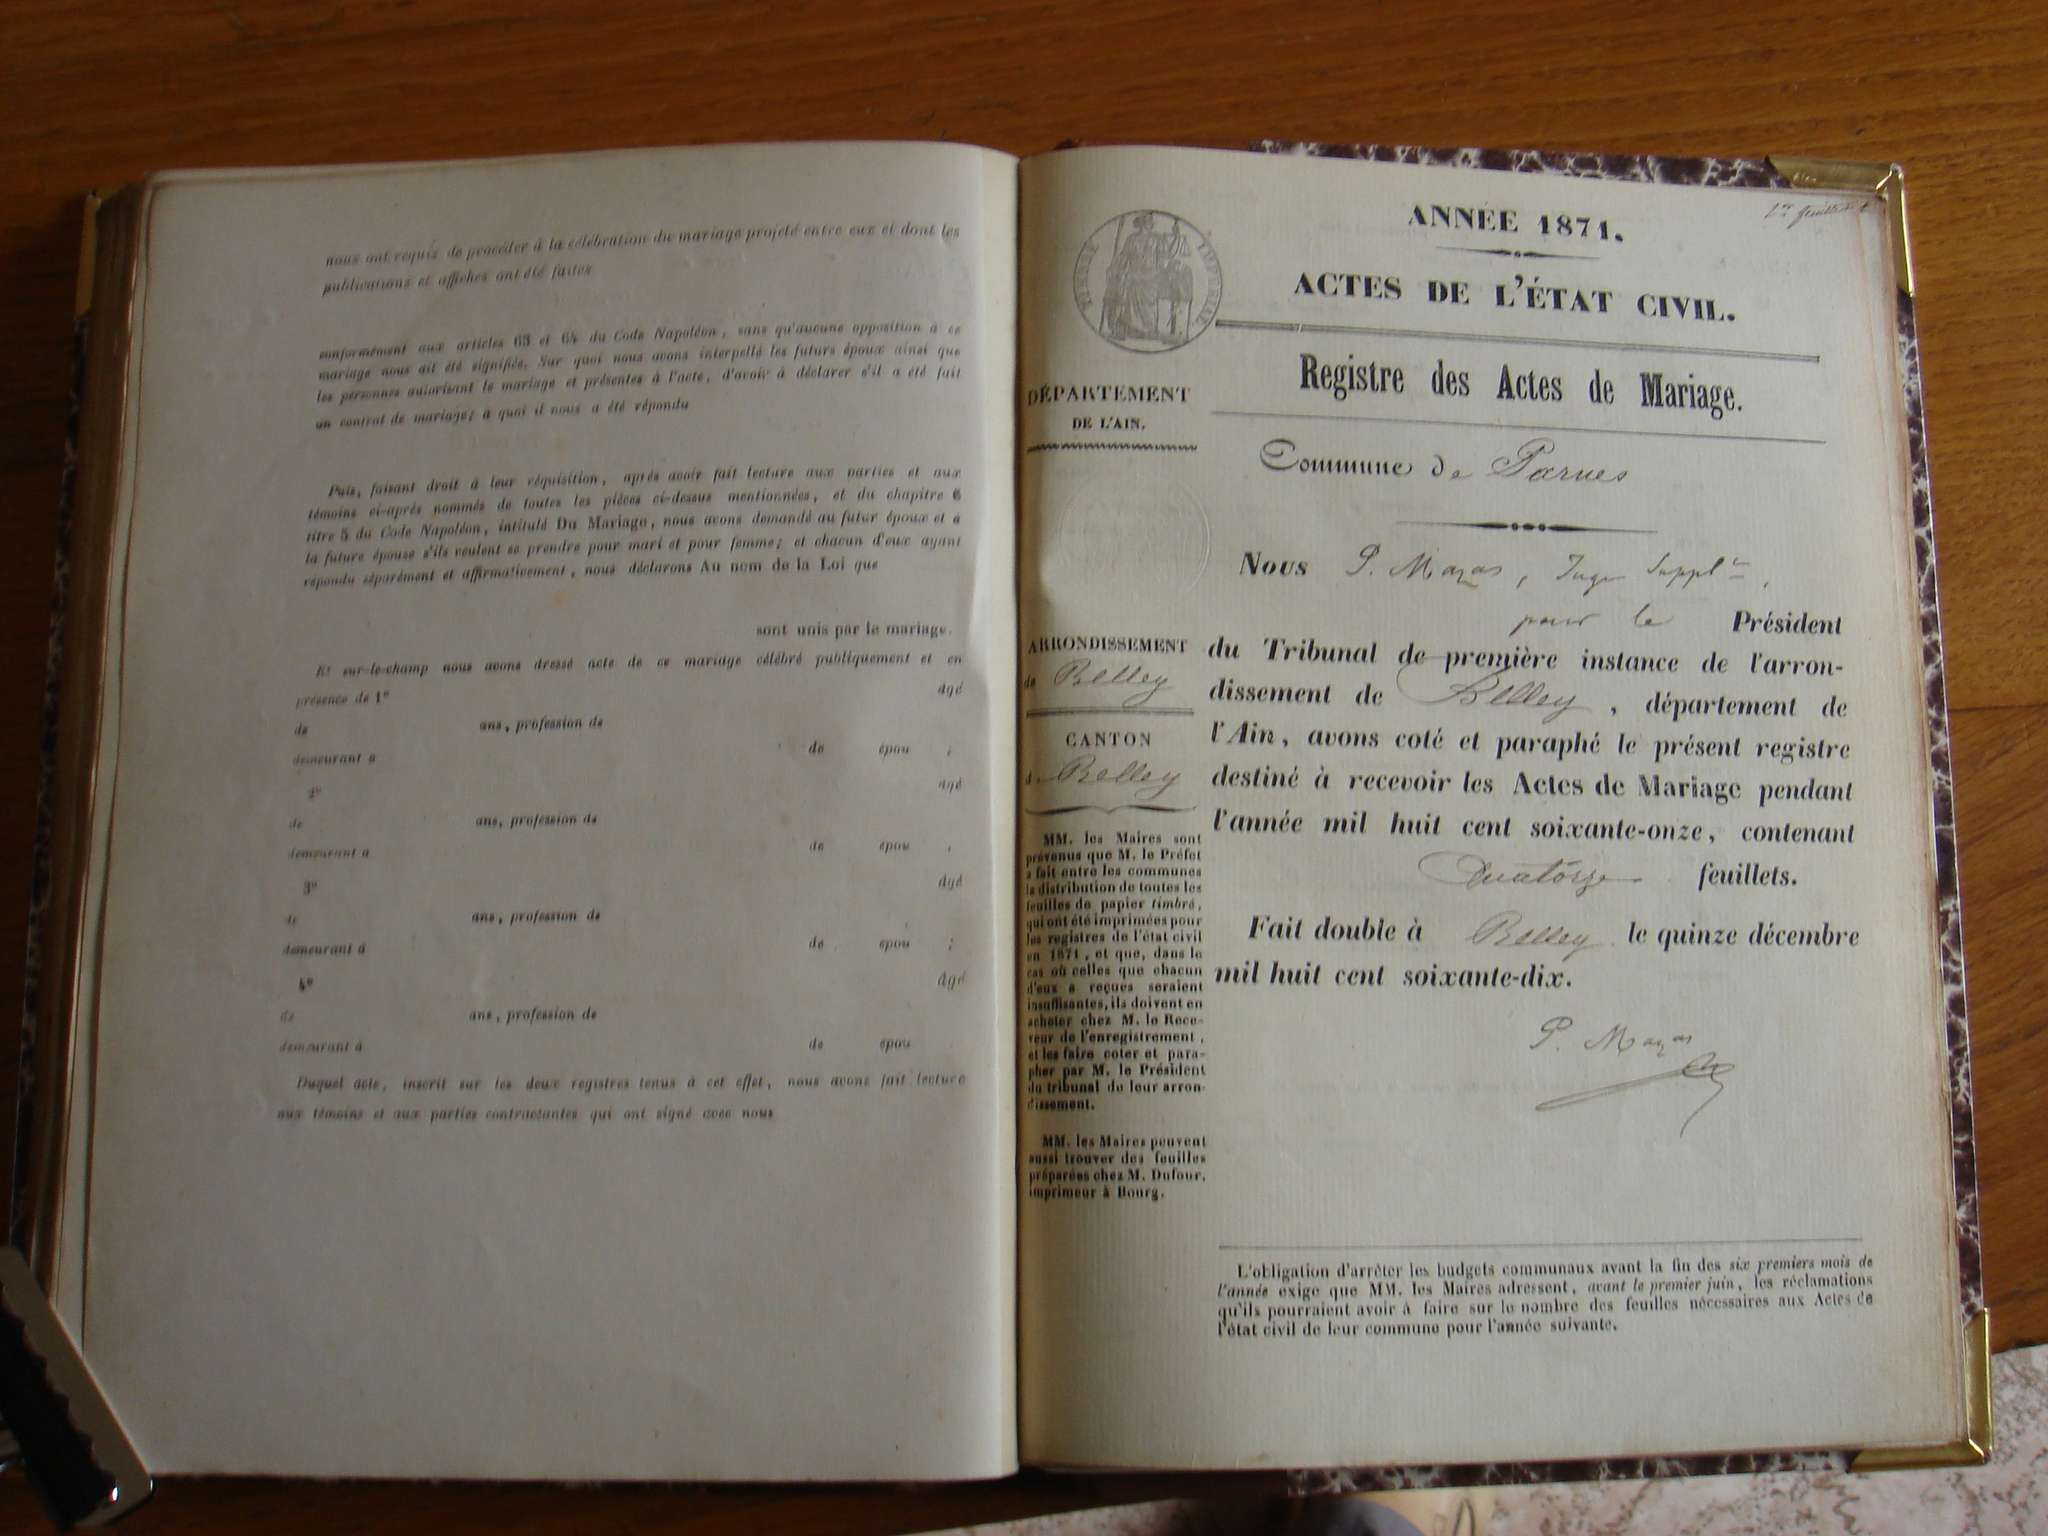 nous ont requis de procéder à la célébration du mariage projeté entre eux et dont les
publications et affiches ont été faites
conformément aux articles 63 et 64 du Code Napoléon, sans qu'aucune opposition à ce
mariage nous ait été signifiée. Sur quoi nous avons interpellé les futurs époux ainsi que
les personnes autorisant le mariage et présentes à l'acte, d'avoir à déclarer s'il a été fait
un contrat de mariage; à quoi il nous a été répondu
Puis, faisant droit à leur réquisition, après avoir fait lecture aux parties et aux
témoins ci-après nommés de toutes les pièces ci-dessus mentionnées, et du chapitre 6
titre 5 du Code Napoléon, intitulé Du Mariage, nous avons demandé au futur époux et à
la future épouse s'ils veulent se prendre pour mari et pour femme; et chacun d'eux ayant
répondu séparément et affirmativement, nous déclarons Au nom de la Loi que
sont unis par le mariage.
Et sur-le-champ nous avons dressé acte de ce mariage célébré publiquement et en
présence de 1° âgé
de ans, profession de
demeurant à de épou ;
2° âgé
de ans, profession de
demeurant à de épou ,
3° âgé
de ans, profession de
demeurant à de épou ;
4° âgé
de ans, profession de
demeurant à de épou
Duquel acte, inscrit sur les deux registres tenus à cet effet, nous avons fait lecture
aux témoins et aux parties contractantes qui ont signé avec nous
ANNÉE 1871.
ACTES DE L'ÉTAT CIVIL.
Registre des Actes de Mariage.
DÉPARTEMENT
DE L'AIN.
Commune de Parves
Nous P. Mazas, Juge Suppl^t,
pour le Président
du Tribunal de première instance de l'arron-
dissement de Belley, département de
l'Ain, avons coté et paraphé le présent registre
destiné à recevoir les Actes de Mariage pendant
l'année mil huit cent soixante-onze, contenant
Quatorze feuillets.
Fait double à Belley le quinze décembre
mil huit cent soixante-dix.
P. Mazas
ARRONDISSEMENT
de Belley
CANTON
de Belley
MM. les Maires sont
prévenus que M. le Préfet
a fait entre les communes
la distribution de toutes les
feuilles de papier timbré,
qui ont été imprimées pour
les registres de l'état civil
en 1871, et que, dans le
cas où celles que chacun
d'eux a reçues seraient
insuffisantes, ils doivent en
acheter chez M. le Rece-
veur de l'enregistrement,
et les faire coter et para-
pher par M. le Président
du tribunal de leur arron-
dissement.
MM. les Maires peuvent
aussi trouver des feuilles
préparées chez M. Dufour,
imprimeur à Bourg.
L'obligation d'arrêter les budgets communaux avant la fin des six premiers mois de
l'année exige que MM. les Maires adressent, avant le premier juin, les réclamations
qu'ils pourraient avoir à faire sur le nombre des feuilles nécessaires aux Actes de
l'état civil de leur commune pour l'année suivante.